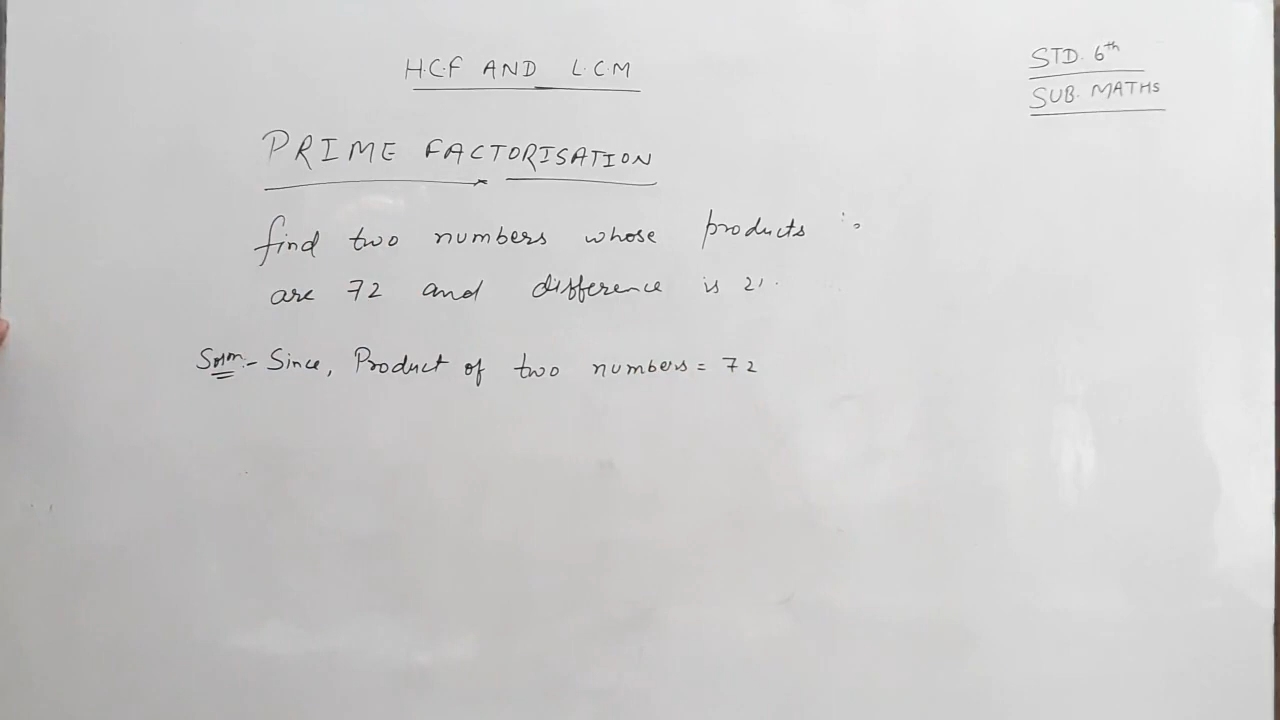 H.C.F AND L.C.M
STD. 6th
SUB. MATHS
PRIME FACTORISATION
find two numbers whose products
are 72 and difference is 21.
Soln:- Since, Product of two numbers = 72